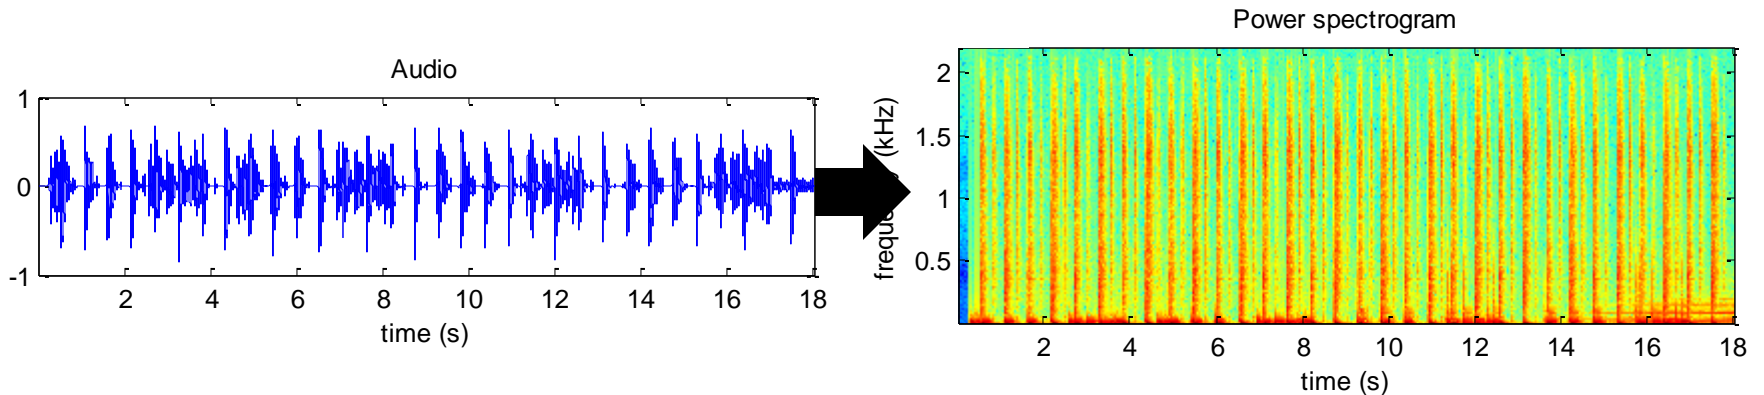 Audio
1
0
-1
2 4 6 8 10 12 14 16 18
time (s)
Power spectrogram
frequency (kHz)
2
1.5
1
0.5
2 4 6 8 10 12 14 16 18
time (s)